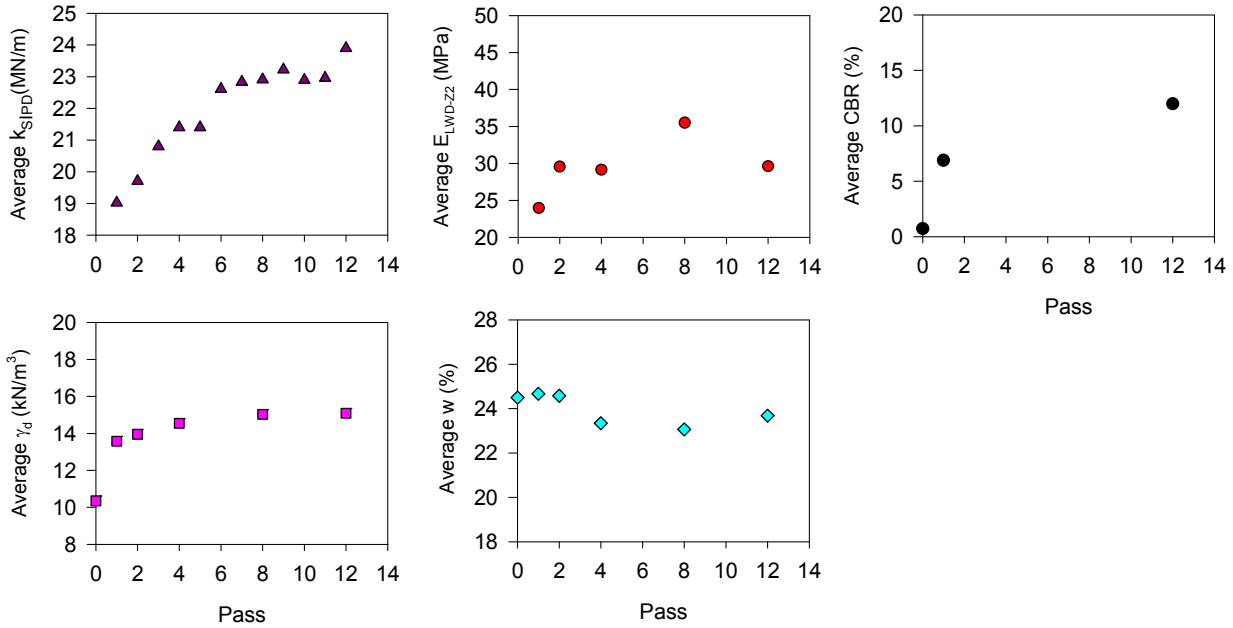 Average k_SIPD(MN/m)
25
24
23
22
21
20
19
18
0 2 4 6 8 10 12 14
Average E_LWD-Z2 (MPa)
50
45
40
35
30
25
20
0 2 4 6 8 10 12 14
Average CBR (%)
20
15
10
5
0
0 2 4 6 8 10 12 14
Pass
Average γ_d (kN/m³)
20
18
16
14
12
10
8
0 2 4 6 8 10 12 14
Pass
Average w (%)
28
26
24
22
20
18
0 2 4 6 8 10 12 14
Pass